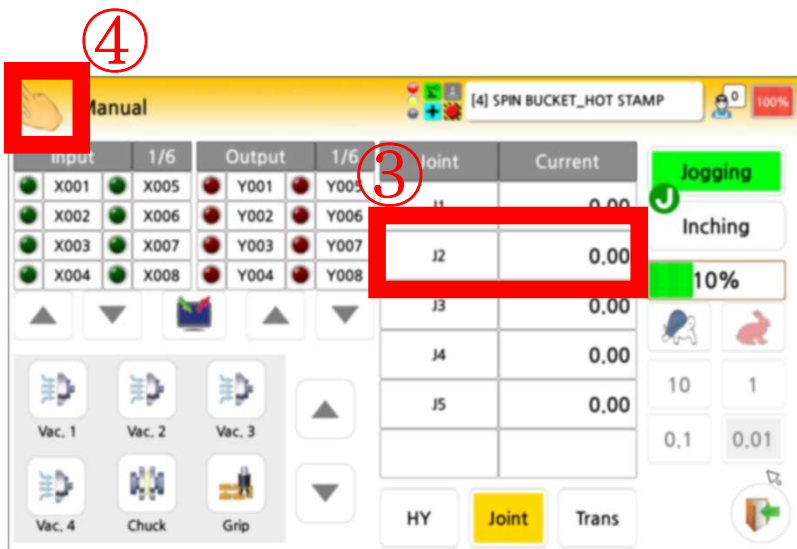 ④
Manual
[4] SPIN BUCKET_HOT STAMP
0
100%
Input 1/6 Output 1/6
③
Joint Current
Jogging
X001 X005 Y001 Y005
J1 0.00
J
X002 X006 Y002 Y006
Inching
X003 X007 Y003 Y007
J2 0.00
X004 X008 Y004 Y008
10%
J3 0.00
J4 0.00
10 1
J5 0.00
Vac. 1 Vac. 2 Vac. 3
0.1 0.01
HY Joint Trans
Vac. 4 Chuck Grip